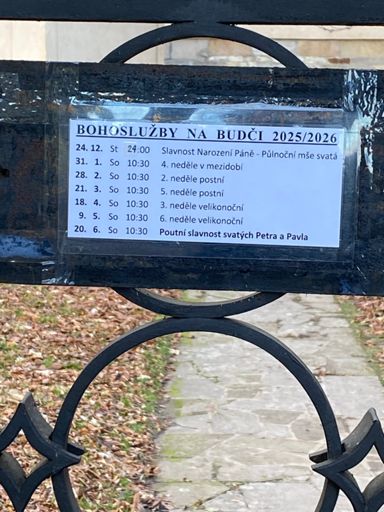 BOHOSLUŽBY NA BUDČI 2025/2026
24. 12. St 24:00 Slavnost Narození Páně - Půlnoční mše svatá
31. 1. So 10:30 4. neděle v mezidobí
28. 2. So 10:30 2. neděle postní
21. 3. So 10:30 5. neděle postní
18. 4. So 10:30 3. neděle velikonoční
9. 5. So 10:30 6. neděle velikonoční
20. 6. So 10:30 Poutní slavnost svatých Petra a Pavla